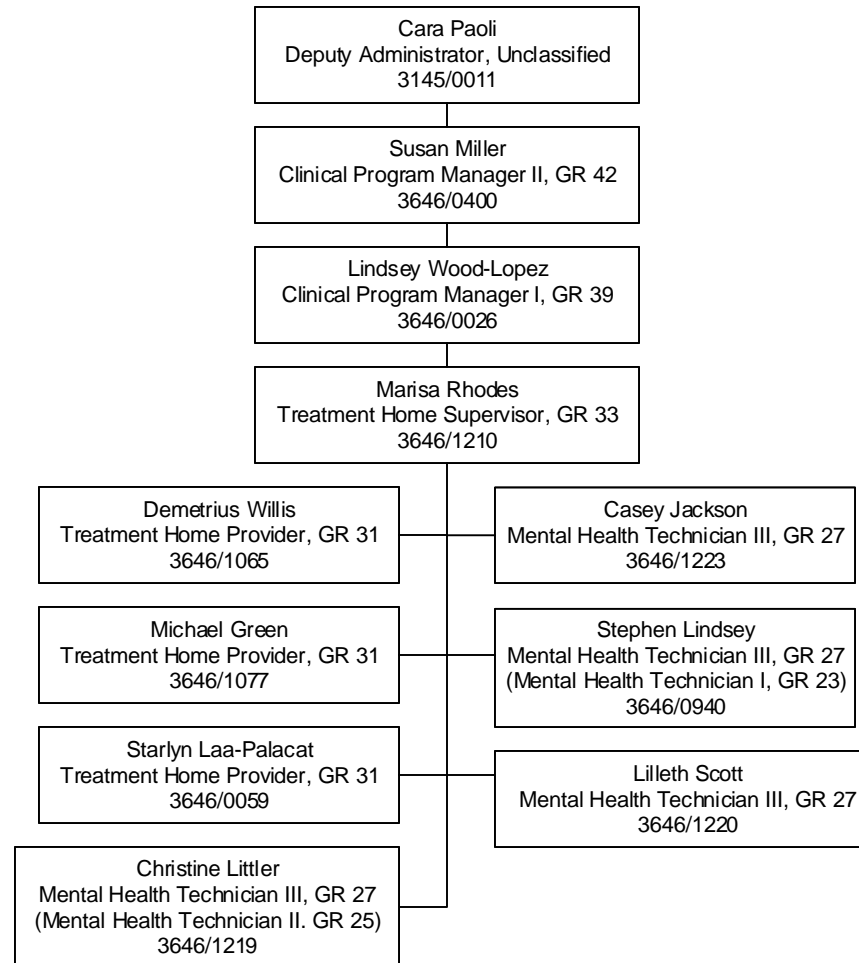 Cara Paoli
Deputy Administrator, Unclassified
3145/0011
Susan Miller
Clinical Program Manager II, GR 42
3646/0400
Lindsey Wood-Lopez
Clinical Program Manager I, GR 39
3646/0026
Marisa Rhodes
Treatment Home Supervisor, GR 33
3646/1210
Demetrius Willis
Treatment Home Provider, GR 31
3646/1065
Casey Jackson
Mental Health Technician III, GR 27
3646/1223
Michael Green
Treatment Home Provider, GR 31
3646/1077
Stephen Lindsey
Mental Health Technician III, GR 27
(Mental Health Technician I, GR 23)
3646/0940
Starlyn Laa-Palacat
Treatment Home Provider, GR 31
3646/0059
Lilleth Scott
Mental Health Technician III, GR 27
3646/1220
Christine Littler
Mental Health Technician III, GR 27
(Mental Health Technician II. GR 25)
3646/1219